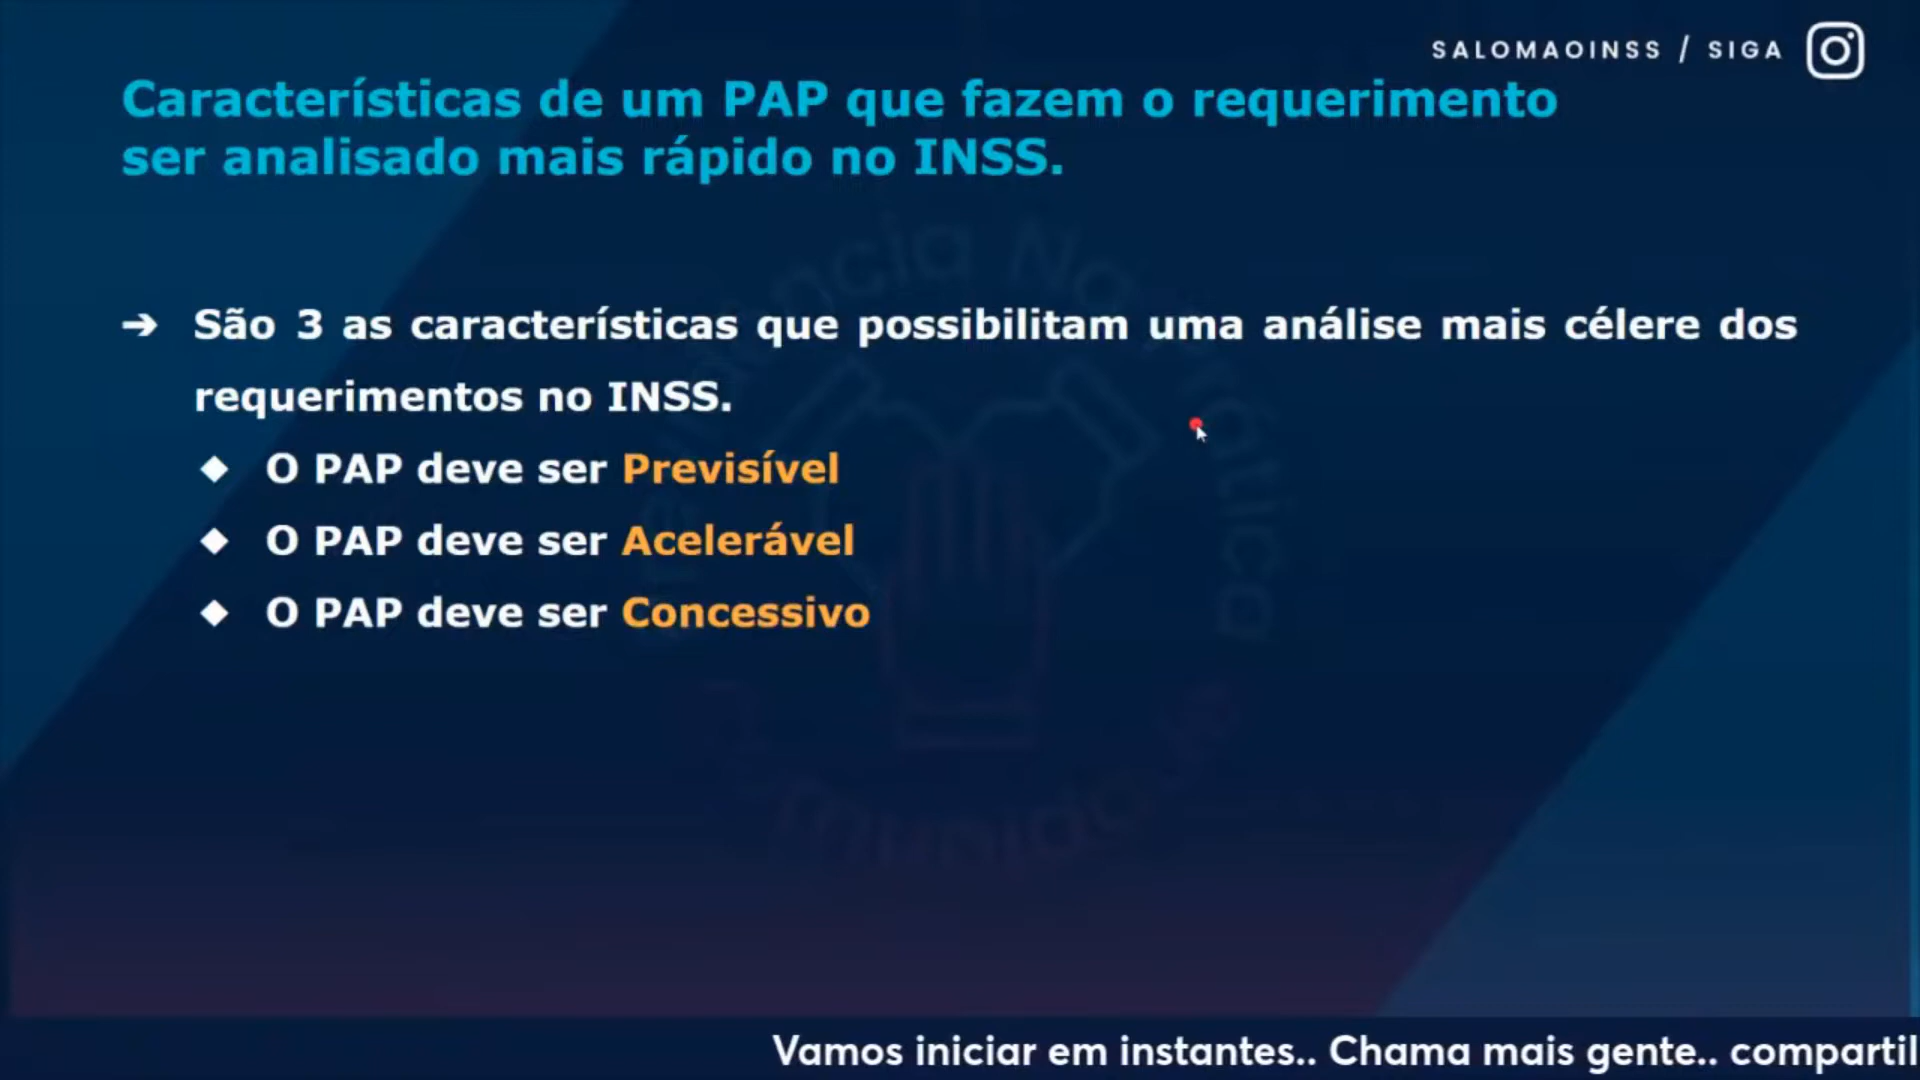 SALOMAOINSS / SIGA
Características de um PAP que fazem o requerimento
ser analisado mais rápido no INSS.
➔ São 3 as características que possibilitam uma análise mais célere dos
requerimentos no INSS.
◆ O PAP deve ser Previsível
◆ O PAP deve ser Acelerável
◆ O PAP deve ser Concessivo
Vamos iniciar em instantes.. Chama mais gente.. compartil